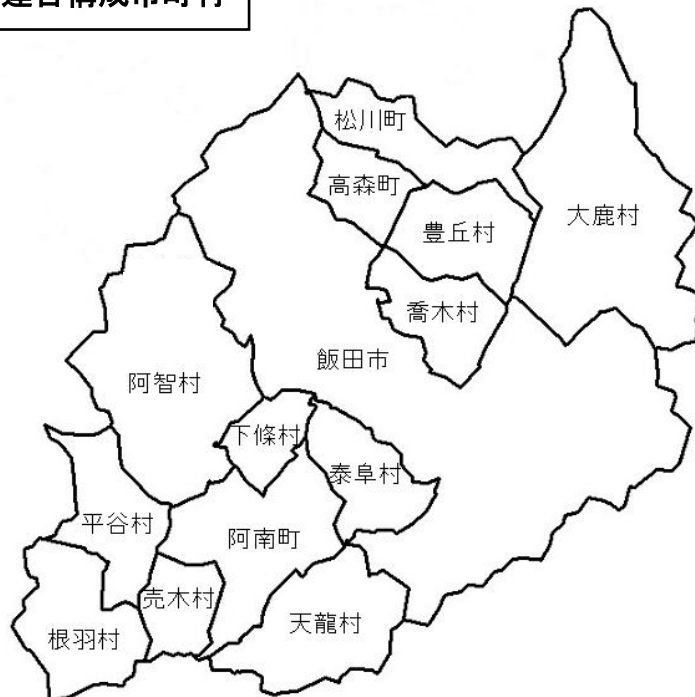 連合構成市町村
松川町
高森町
大鹿村
豊丘村
喬木村
飯田市
阿智村
下條村
泰阜村
平谷村
阿南町
売木村
天龍村
根羽村